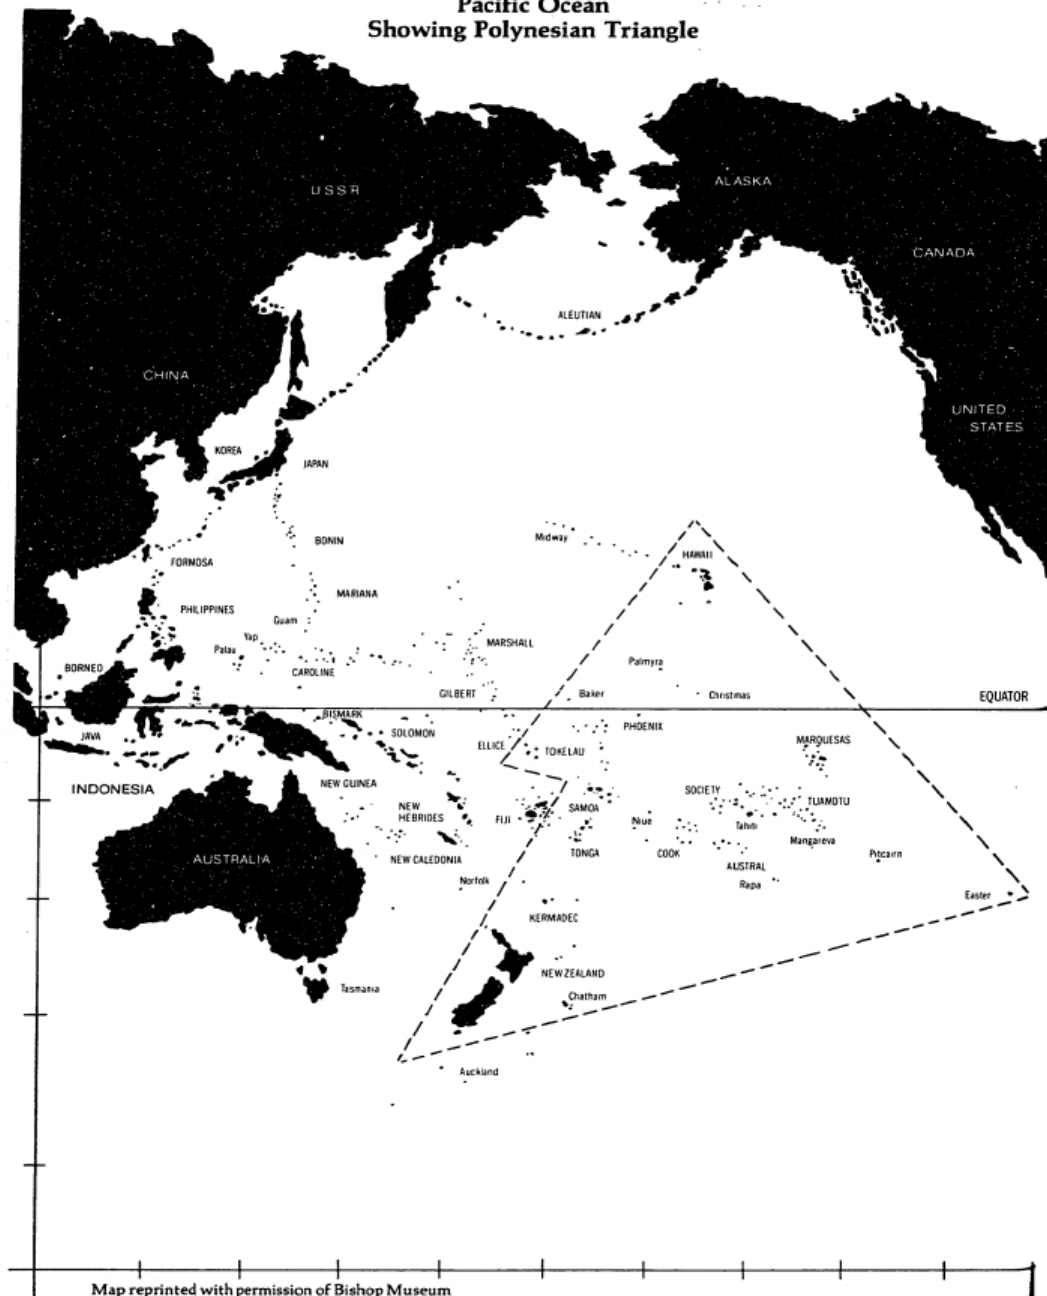 Pacific Ocean
Showing Polynesian Triangle
USSR
ALASKA
CANADA
ALEUTIAN
CHINA
UNITED
STATES
KOREA
JAPAN
Midway
BONIN
HAWAII
FORMOSA
MARIANA
PHILIPPINES
Guam
Yap
Palau
MARSHALL
CAROLINE
Palmyra
BORNEO
GILBERT
Baker
Christmas
EQUATOR
BISMARK
PHOENIX
JAVA
SOLOMON
ELLICE
TOKELAU
MARQUESAS
INDONESIA
NEW GUINEA
SOCIETY
TUAMOTU
NEW
HEBRIDES
FIJI
SAMOA
Niue
Tahiti
Mangareva
AUSTRALIA
NEW CALEDONIA
TONGA
COOK
Pitcairn
AUSTRAL
Norfolk
Rapa
Easter
KERMADEC
NEW ZEALAND
Tasmania
Chatham
Auckland
Map reprinted with permission of Bishop Museum